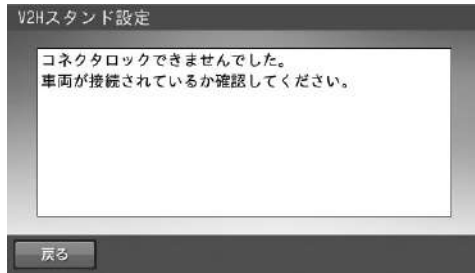 V2Hスタンド設定
コネクタロックできませんでした。
車両が接続されているか確認してください。
戻る